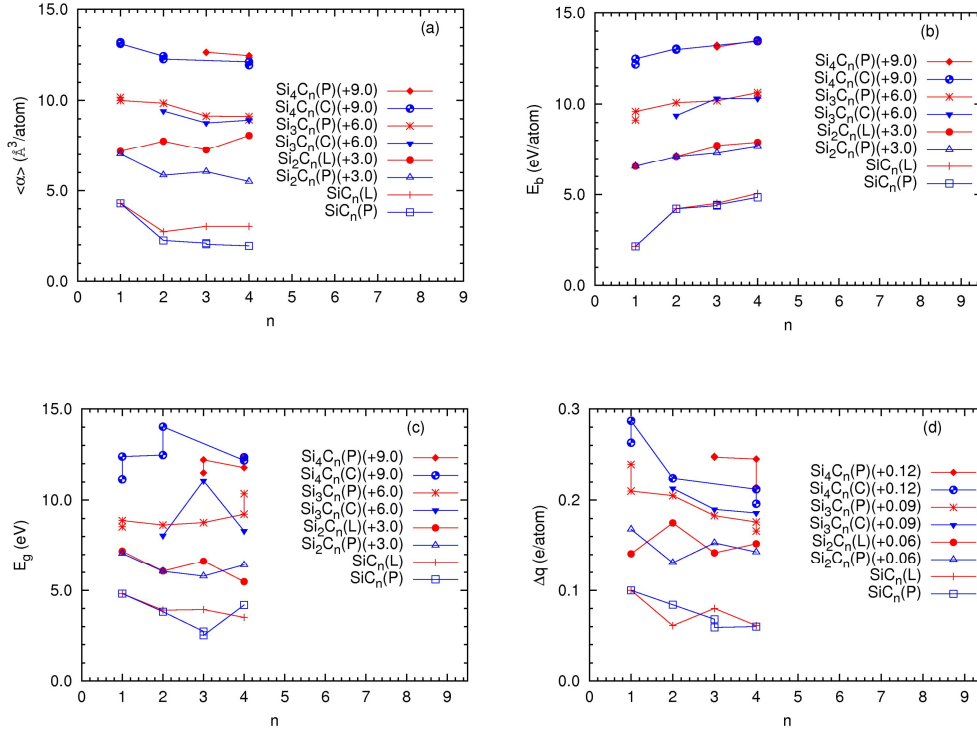 15.0
10.0
5.0
0.0
<α> (Å³/atom)
(a)
Si₄Cₙ(P)(+9.0)
Si₄Cₙ(C)(+9.0)
Si₃Cₙ(P)(+6.0)
Si₃Cₙ(C)(+6.0)
Si₂Cₙ(L)(+3.0)
Si₂Cₙ(P)(+3.0)
SiCₙ(L)
SiCₙ(P)
0 1 2 3 4 5 6 7 8 9
n
15.0
10.0
5.0
0.0
E_b (eV/atom)
(b)
Si₄Cₙ(P)(+9.0)
Si₄Cₙ(C)(+9.0)
Si₃Cₙ(P)(+6.0)
Si₃Cₙ(C)(+6.0)
Si₂Cₙ(L)(+3.0)
Si₂Cₙ(P)(+3.0)
SiCₙ(L)
SiCₙ(P)
0 1 2 3 4 5 6 7 8 9
n
15.0
10.0
5.0
0.0
E_g (eV)
(c)
Si₄Cₙ(P)(+9.0)
Si₄Cₙ(C)(+9.0)
Si₃Cₙ(P)(+6.0)
Si₃Cₙ(C)(+6.0)
Si₂Cₙ(L)(+3.0)
Si₂Cₙ(P)(+3.0)
SiCₙ(L)
SiCₙ(P)
0 1 2 3 4 5 6 7 8 9
n
0.3
0.2
0.1
0.0
Δq (e/atom)
(d)
Si₄Cₙ(P)(+0.12)
Si₄Cₙ(C)(+0.12)
Si₃Cₙ(P)(+0.09)
Si₃Cₙ(C)(+0.09)
Si₂Cₙ(L)(+0.06)
Si₂Cₙ(P)(+0.06)
SiCₙ(L)
SiCₙ(P)
0 1 2 3 4 5 6 7 8 9
n